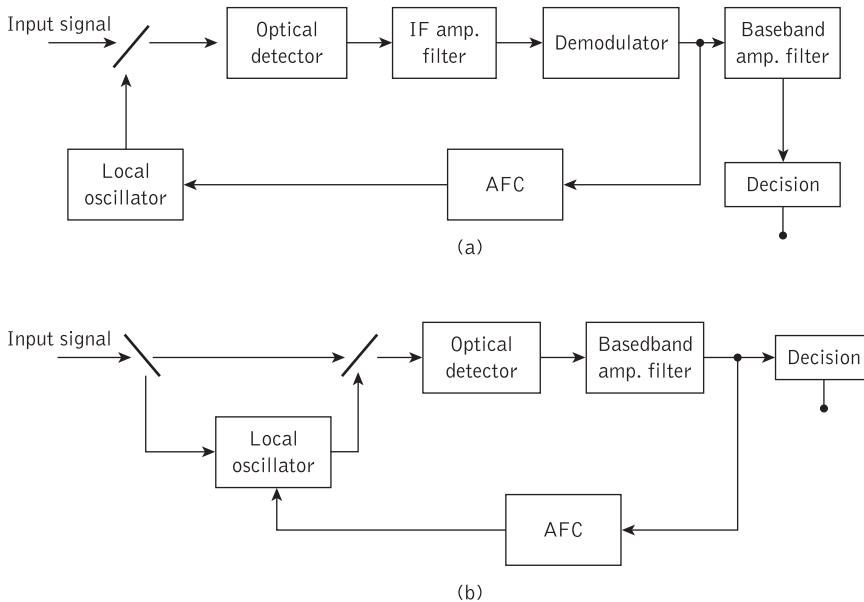 Input signal
Optical
detector
IF amp.
filter
Demodulator
Baseband
amp. filter
Local
oscillator
AFC
Decision
(a)
Input signal
Optical
detector
Basedband
amp. filter
Decision
Local
oscillator
AFC
(b)